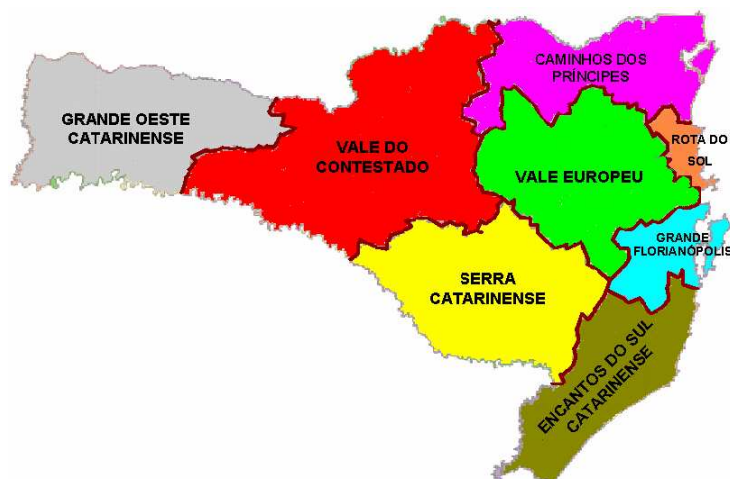 CAMINHOS DOS
PRÍNCIPES
GRANDE OESTE
CATARINENSE
VALE DO
CONTESTADO
ROTA DO
SOL
VALE EUROPEU
GRANDE
FLORIANÓPOLIS
SERRA
CATARINENSE
ENCANTOS DO SUL
CATARINENSE